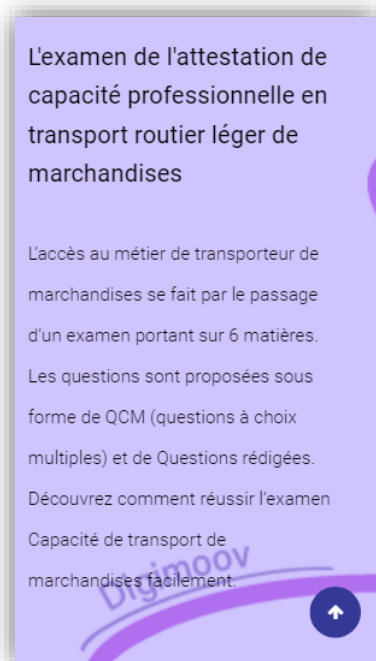 L'examen de l'attestation de
capacité professionnelle en
transport routier léger de
marchandises
L’accès au métier de transporteur de
marchandises se fait par le passage
d’un examen portant sur 6 matières.
Les questions sont proposées sous
forme de QCM (questions à choix
multiples) et de Questions rédigées.
Découvrez comment réussir l’examen
Capacité de transport de
marchandises facilement.
Digimoov